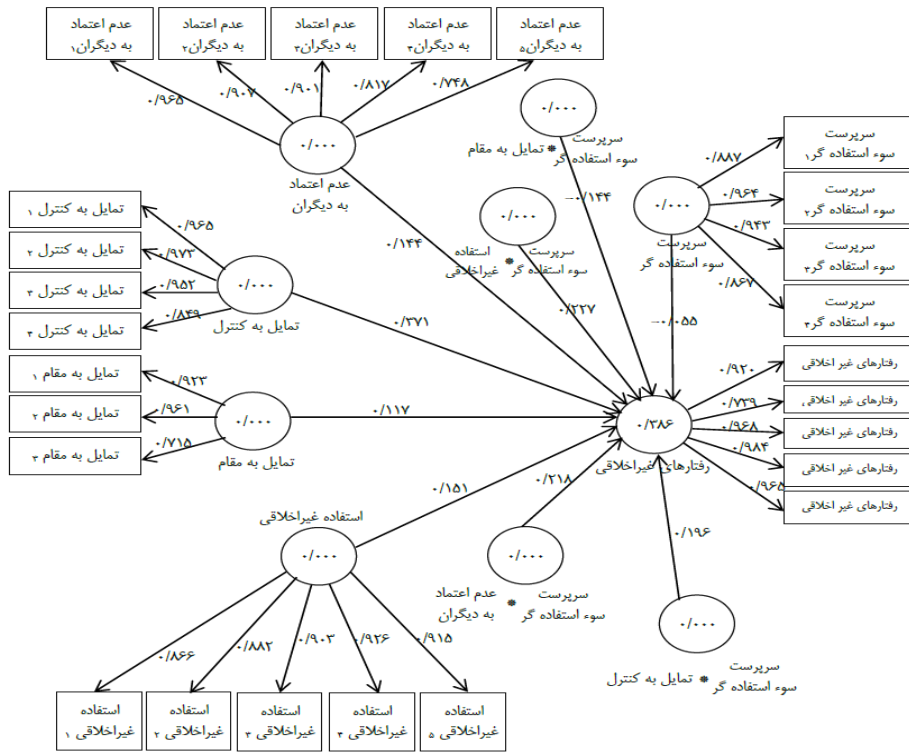 عدم اعتماد
به دیگران۱
عدم اعتماد
به دیگران۲
عدم اعتماد
به دیگران۳
عدم اعتماد
به دیگران۴
عدم اعتماد
به دیگران۵
۰/۹۶۵
۰/۹۰۷
۰/۹۰۱
۰/۸۱۷
۰/۷۴۸
۰/۰۰۰
عدم اعتماد
به دیگران
۰/۱۴۴
۰/۰۰۰
سرپرست
سوء استفاده گر * تمایل به مقام
-۰/۱۴۴
۰/۰۰۰
سرپرست
سوء استفاده گر * استفاده
غیراخلاقی
۰/۲۲۷
۰/۰۰۰
سرپرست
سوء استفاده گر
-۰/۰۵۵
۰/۸۸۷
۰/۹۶۴
۰/۹۴۳
۰/۸۶۷
سرپرست
سوء استفاده گر۱
سرپرست
سوء استفاده گر۲
سرپرست
سوء استفاده گر۳
سرپرست
سوء استفاده گر۴
تمایل به کنترل ۱
تمایل به کنترل ۲
تمایل به کنترل ۳
تمایل به کنترل ۴
۰/۹۶۵
۰/۹۷۳
۰/۹۵۲
۰/۸۴۹
۰/۰۰۰
تمایل به کنترل
۰/۳۷۱
تمایل به مقام ۱
تمایل به مقام ۲
تمایل به مقام ۳
۰/۹۲۳
۰/۹۶۱
۰/۷۱۵
۰/۰۰۰
تمایل به مقام
۰/۱۱۷
۰/۳۸۶
رفتارهای غیراخلاقی
۰/۹۲۰
۰/۷۳۹
۰/۹۶۸
۰/۹۸۴
۰/۹۶۵
رفتارهای غیر اخلاقی
رفتارهای غیر اخلاقی
رفتارهای غیر اخلاقی
رفتارهای غیر اخلاقی
رفتارهای غیر اخلاقی
۰/۱۵۱
استفاده غیراخلاقی
۰/۰۰۰
۰/۸۶۶
۰/۸۸۲
۰/۹۰۳
۰/۹۲۶
۰/۹۱۵
استفاده
غیراخلاقی ۱
استفاده
غیراخلاقی ۲
استفاده
غیراخلاقی ۳
استفاده
غیراخلاقی ۴
استفاده
غیراخلاقی ۵
۰/۲۱۸
۰/۰۰۰
سرپرست
سوء استفاده گر * عدم اعتماد
به دیگران
۰/۱۹۶
۰/۰۰۰
سرپرست
سوء استفاده گر * تمایل به کنترل